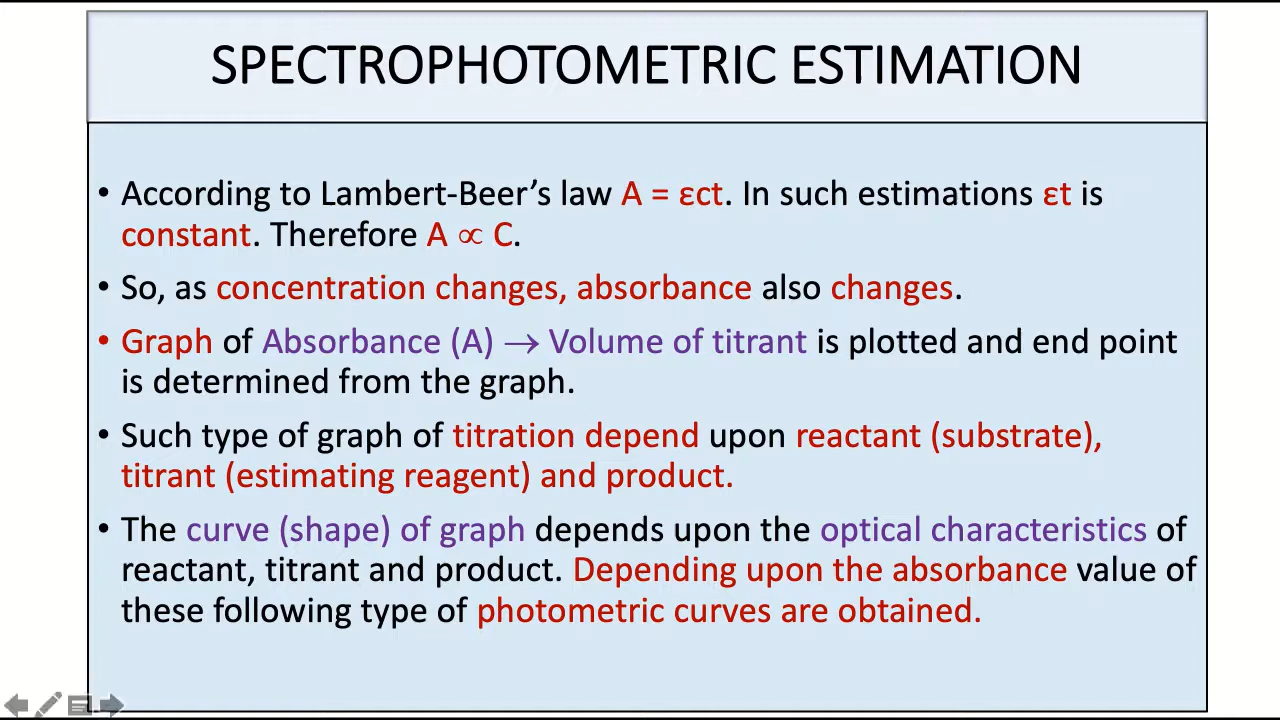 SPECTROPHOTOMETRIC ESTIMATION
• According to Lambert-Beer’s law A = εct. In such estimations εt is
constant. Therefore A ∝ C.
• So, as concentration changes, absorbance also changes.
• Graph of Absorbance (A) → Volume of titrant is plotted and end point
is determined from the graph.
• Such type of graph of titration depend upon reactant (substrate),
titrant (estimating reagent) and product.
• The curve (shape) of graph depends upon the optical characteristics of
reactant, titrant and product. Depending upon the absorbance value of
these following type of photometric curves are obtained.